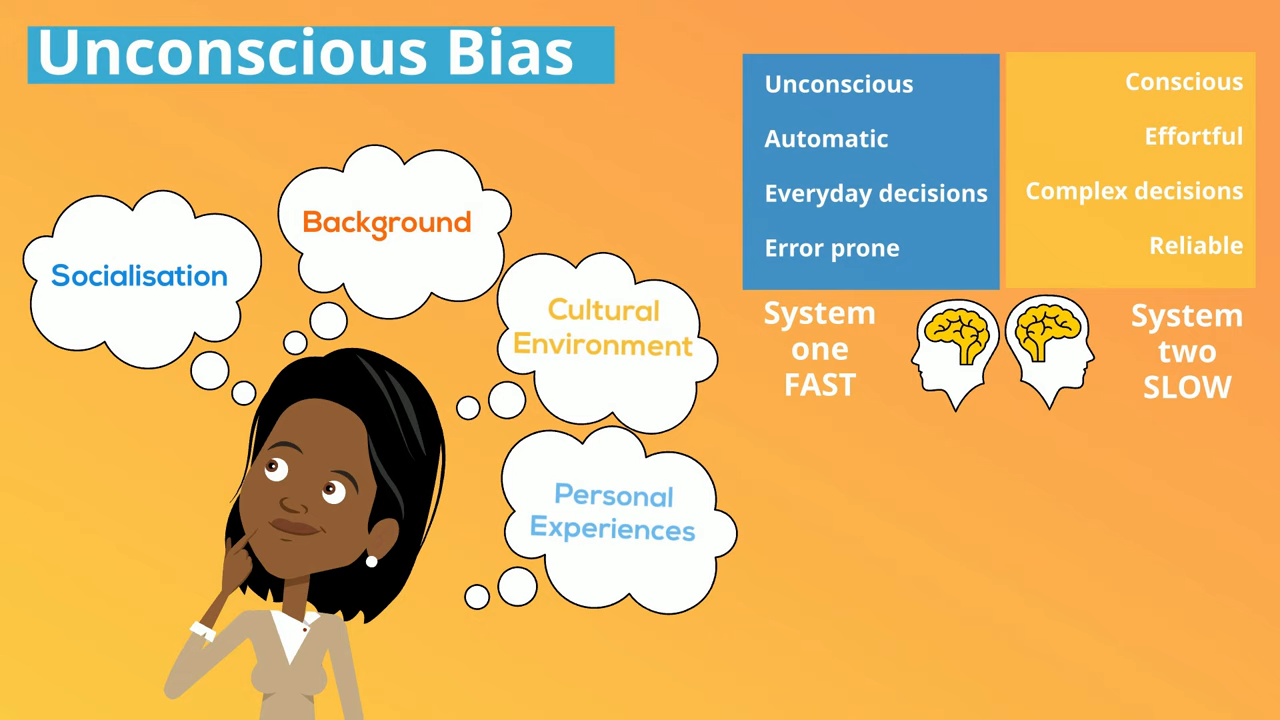 Unconscious Bias
Socialisation
Background
Cultural
Environment
Personal
Experiences
Unconscious
Automatic
Everyday decisions
Error prone
Conscious
Effortful
Complex decisions
Reliable
System
one
FAST
System
two
SLOW